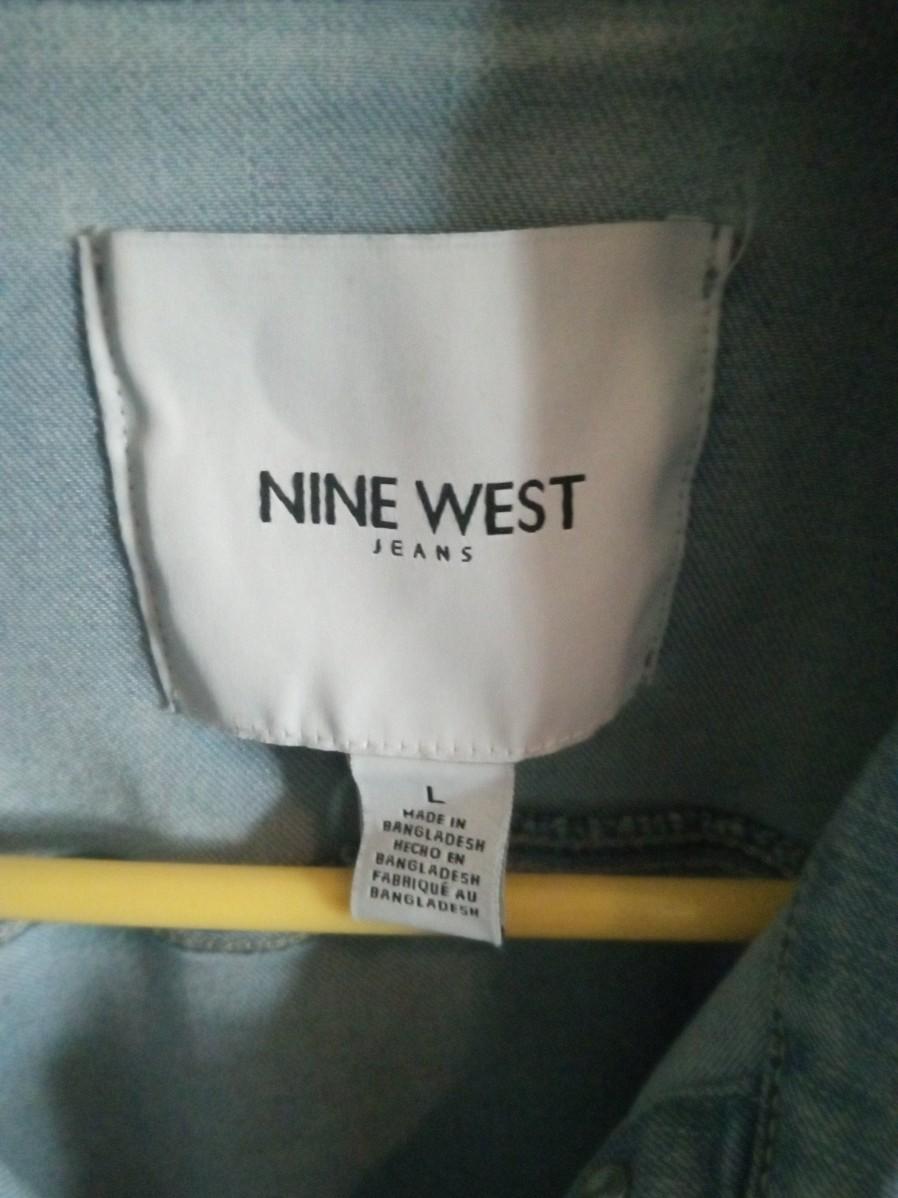 NINE WEST
JEANS
L
MADE IN
BANGLADESH
HECHO EN
BANGLADESH
FABRIQUÉ AU
BANGLADESH